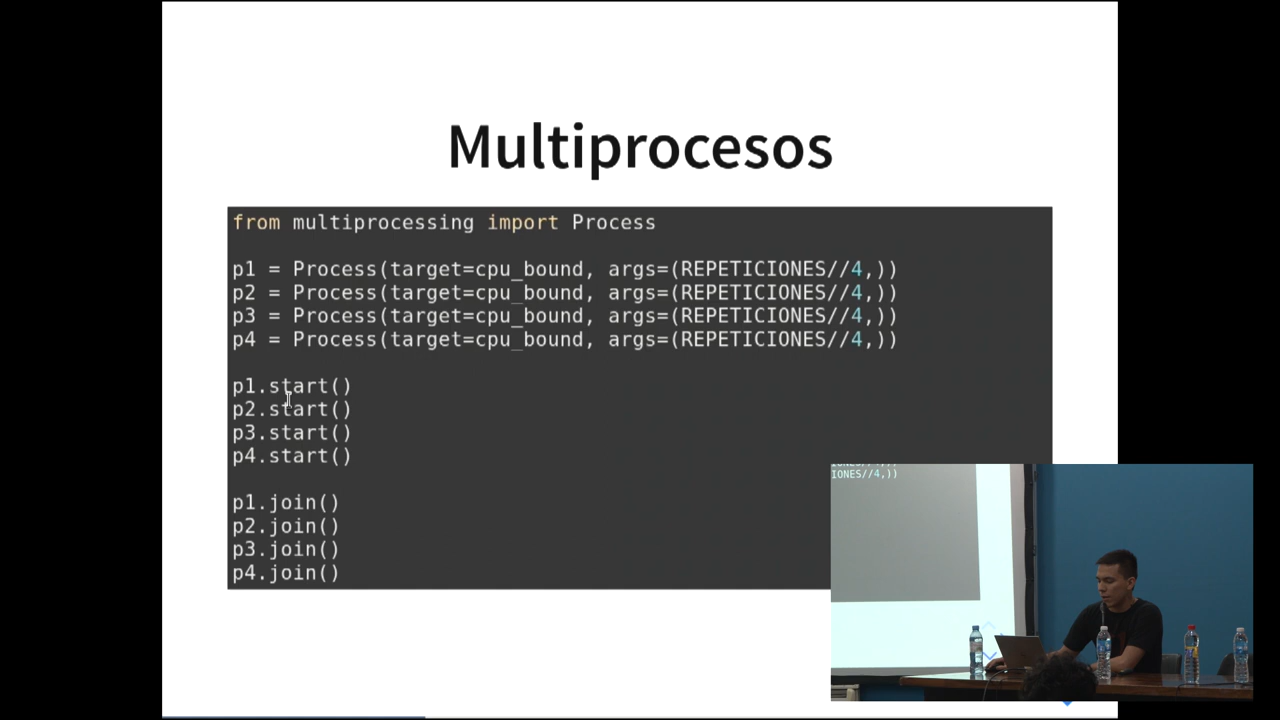 Multiprocesos
from multiprocessing import Process
p1 = Process(target=cpu_bound, args=(REPETICIONES//4,))
p2 = Process(target=cpu_bound, args=(REPETICIONES//4,))
p3 = Process(target=cpu_bound, args=(REPETICIONES//4,))
p4 = Process(target=cpu_bound, args=(REPETICIONES//4,))
p1.start()
p2.start()
p3.start()
p4.start()
p1.join()
p2.join()
p3.join()
p4.join()
IONES//4,))